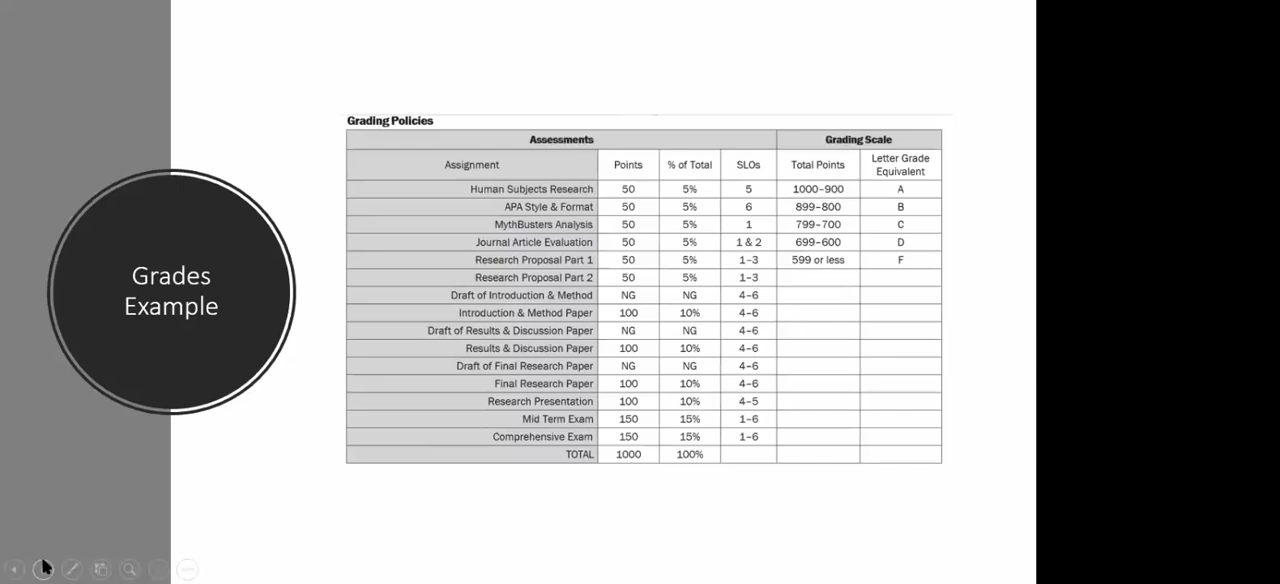 Grades
Example
Grading Policies
Assessments Grading Scale
Assignment Points % of Total SLOs Total Points Letter Grade Equivalent
Human Subjects Research 50 5% 5 1000–900 A
APA Style & Format 50 5% 6 899–800 B
MythBusters Analysis 50 5% 1 799–700 C
Journal Article Evaluation 50 5% 1 & 2 699–600 D
Research Proposal Part 1 50 5% 1–3 599 or less F
Research Proposal Part 2 50 5% 1–3
Draft of Introduction & Method NG NG 4–6
Introduction & Method Paper 100 10% 4–6
Draft of Results & Discussion Paper NG NG 4–6
Results & Discussion Paper 100 10% 4–6
Draft of Final Research Paper NG NG 4–6
Final Research Paper 100 10% 4–6
Research Presentation 100 10% 4–5
Mid Term Exam 150 15% 1–6
Comprehensive Exam 150 15% 1–6
TOTAL 1000 100%